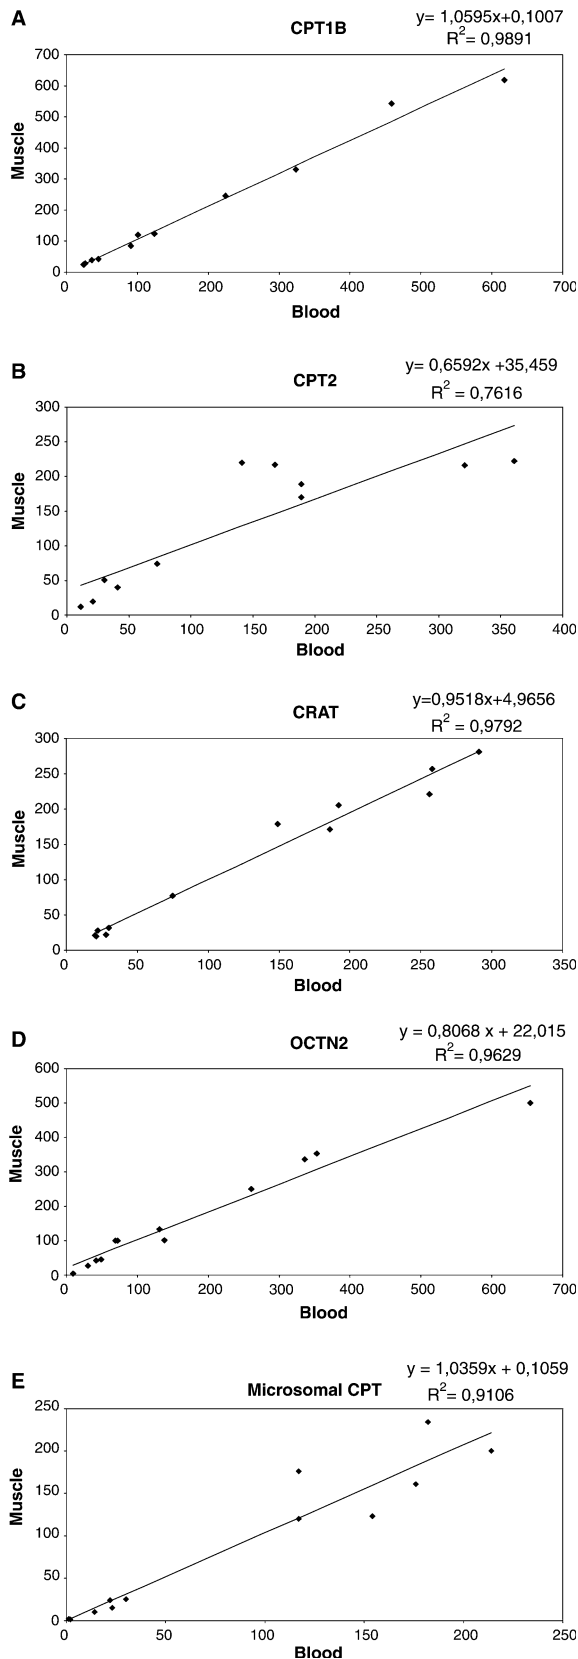 A
CPT1B
y= 1,0595x+0,1007
R2= 0,9891
700
600
500
400
300
200
100
0
Muscle
0 100 200 300 400 500 600 700
Blood
B
CPT2
y= 0,6592x +35,459
R2 = 0,7616
300
250
200
150
100
50
0
Muscle
0 50 100 150 200 250 300 350 400
Blood
C
CRAT
y=0,9518x+4,9656
R2 = 0,9792
300
250
200
150
100
50
0
Muscle
0 50 100 150 200 250 300 350
Blood
D
OCTN2
y = 0,8068 x + 22,015
R2= 0,9629
600
500
400
300
200
100
0
Muscle
0 100 200 300 400 500 600 700
Blood
E
Microsomal CPT
y = 1,0359x + 0,1059
R2= 0,9106
250
200
150
100
50
0
Muscle
0 50 100 150 200 250
Blood